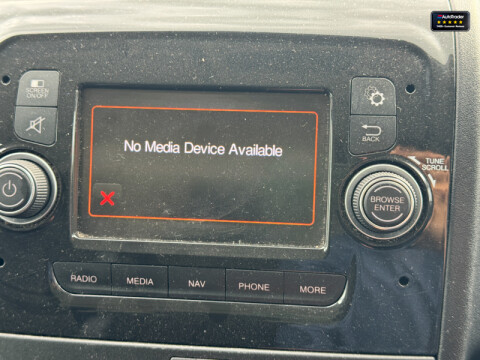 AutoTrader
SCREEN
ON/OFF
No Media Device Available
BACK
TUNE
SCROLL
BROWSE
ENTER
RADIO
MEDIA
NAV
PHONE
MORE